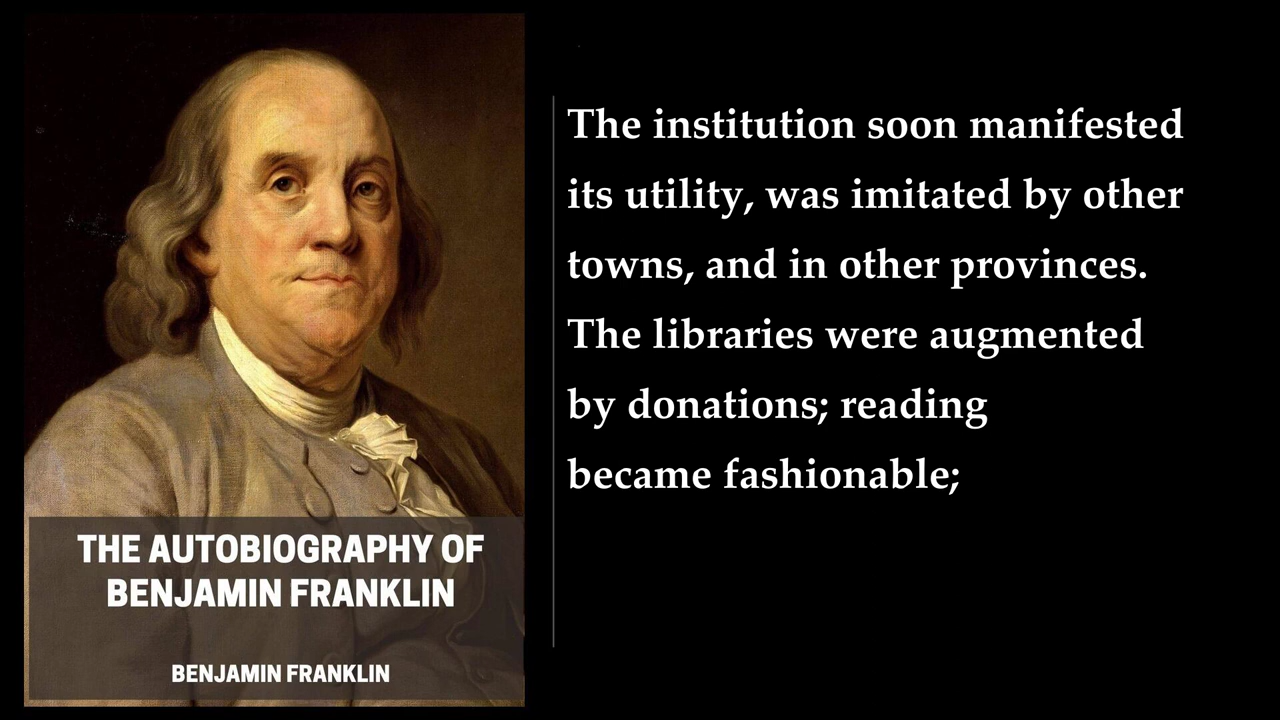 THE AUTOBIOGRAPHY OF
BENJAMIN FRANKLIN
BENJAMIN FRANKLIN
The institution soon manifested
its utility, was imitated by other
towns, and in other provinces.
The libraries were augmented
by donations; reading
became fashionable;